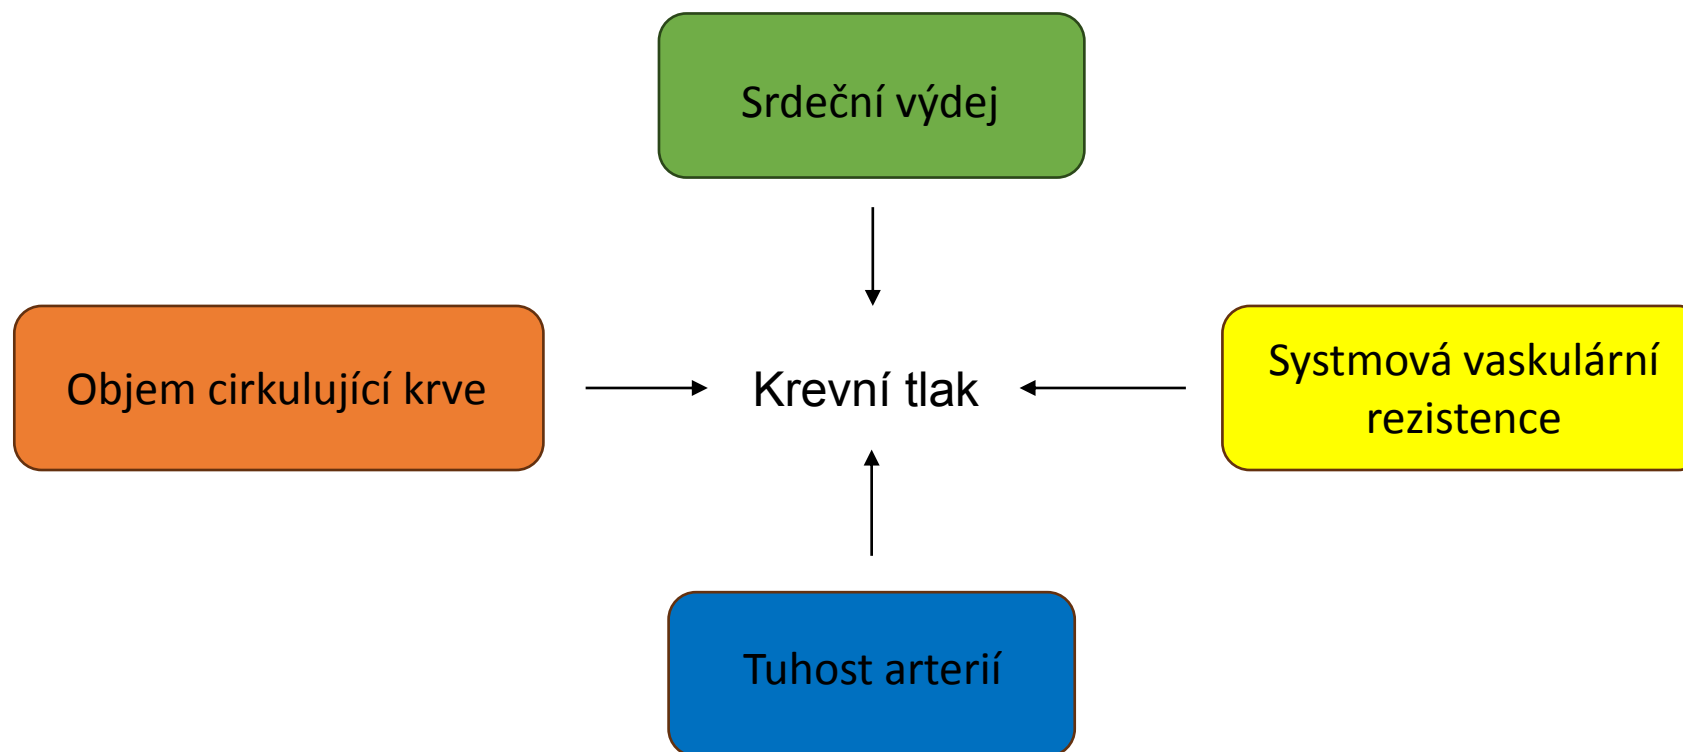 Srdeční výdej
Objem cirkulující krve
Krevní tlak
Systmová vaskulární
rezistence
Tuhost arterií